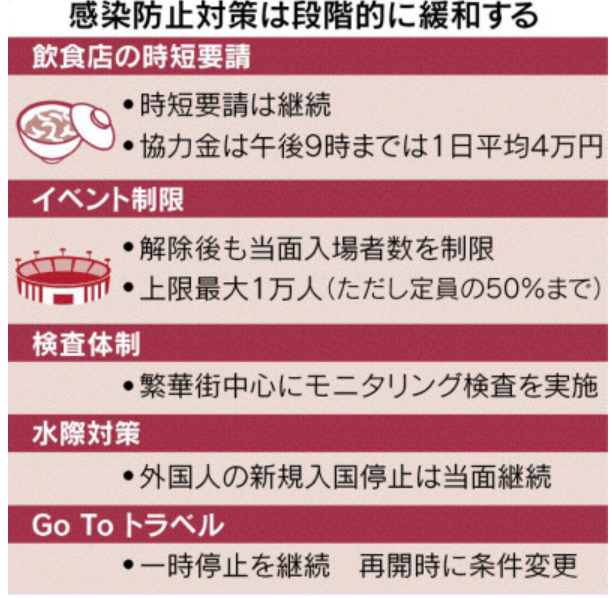 感染防止対策は段階的に緩和する
飲食店の時短要請
•時短要請は継続
•協力金は午後9時までは1日平均4万円
イベント制限
•解除後も当面入場者数を制限
•上限最大1万人(ただし定員の50%まで)
検査体制
•繁華街中心にモニタリング検査を実施
水際対策
•外国人の新規入国停止は当面継続
Go To トラベル
•一時停止を継続　再開時に条件変更